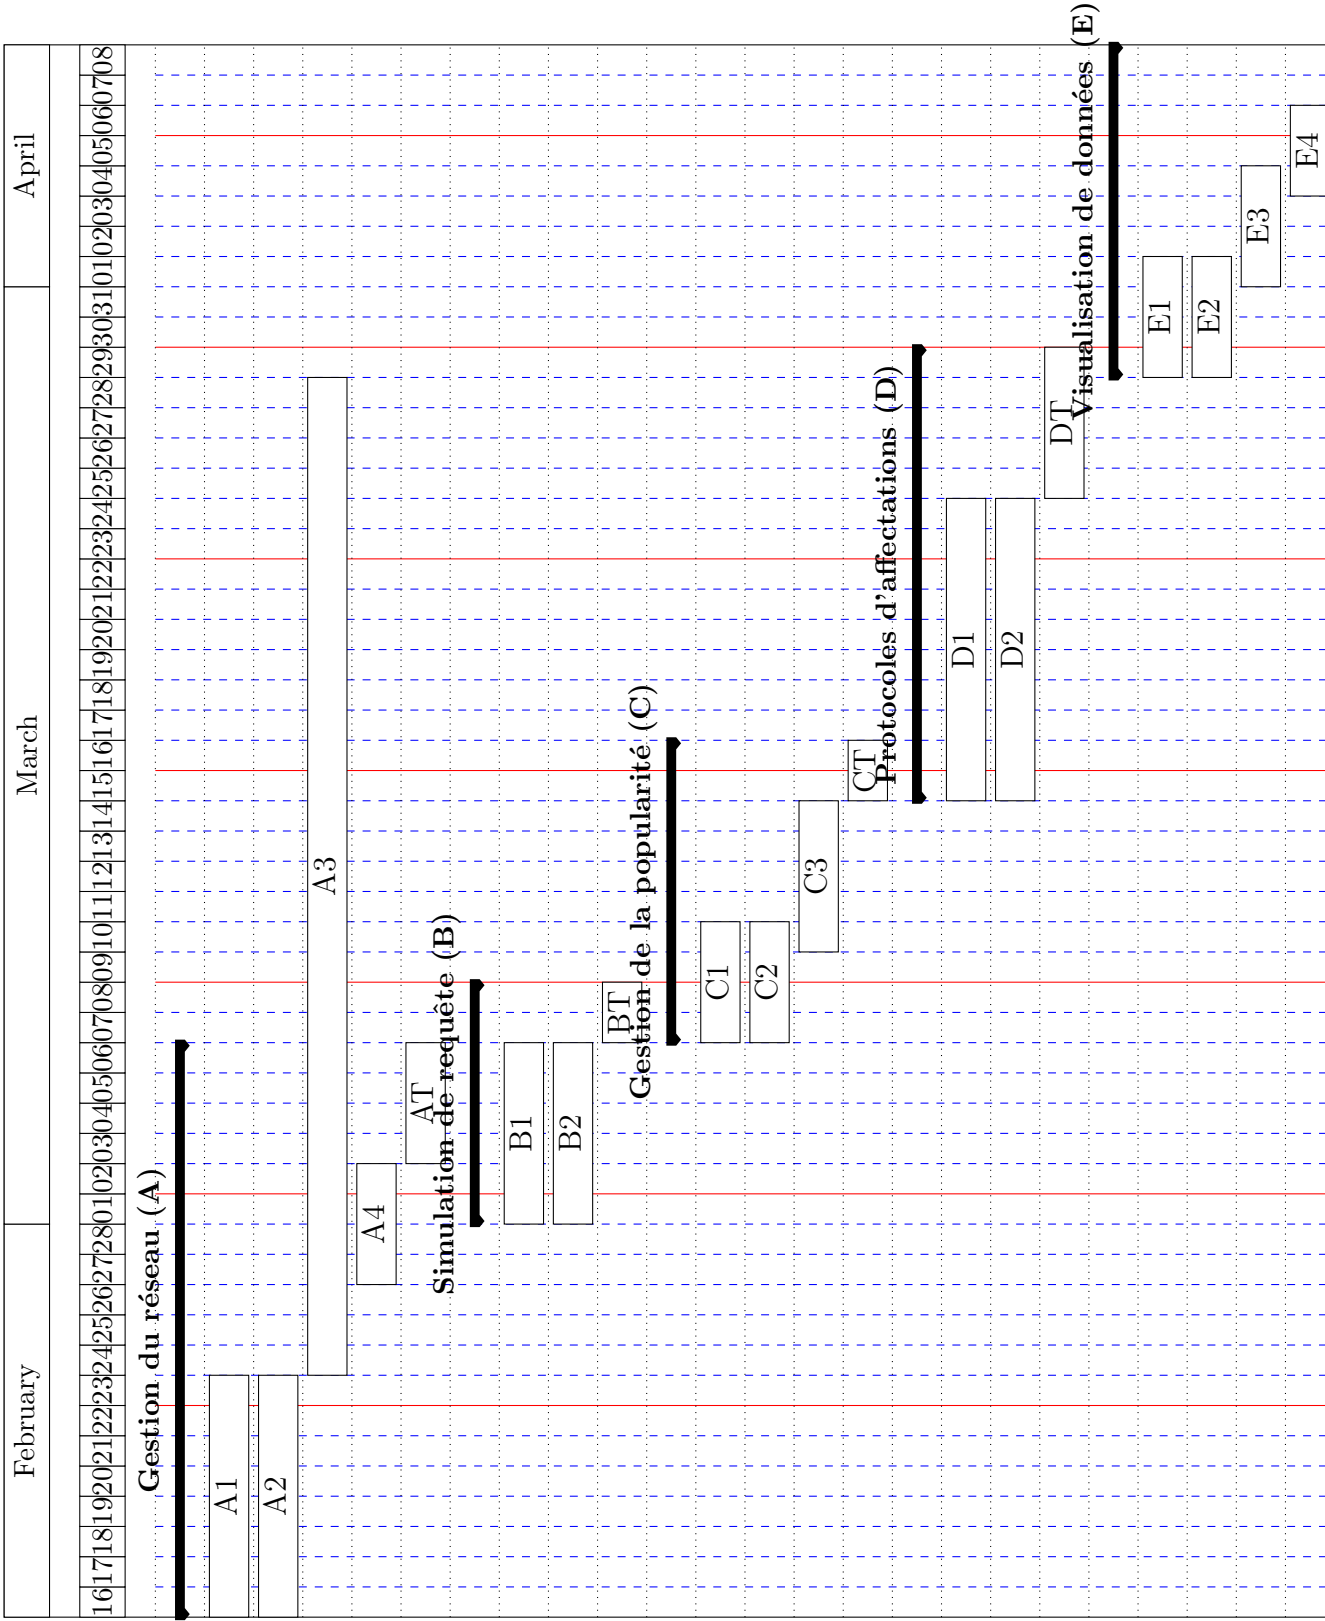 February March April
16 17 18 19 20 21 22 23 24 25 26 27 28 01 02 03 04 05 06 07 08 09 10 11 12 13 14 15 16 17 18 19 20 21 22 23 24 25 26 27 28 29 30 31 01 02 03 04 05 06 07 08
Gestion du réseau (A)
A1
A2
A3
A4
AT
Simulation de requête (B)
B1
B2
BT
Gestion de la popularité (C)
C1
C2
C3
CT
Protocoles d'affectations (D)
D1
D2
DT
Visualisation de données (E)
E1
E2
E3
E4